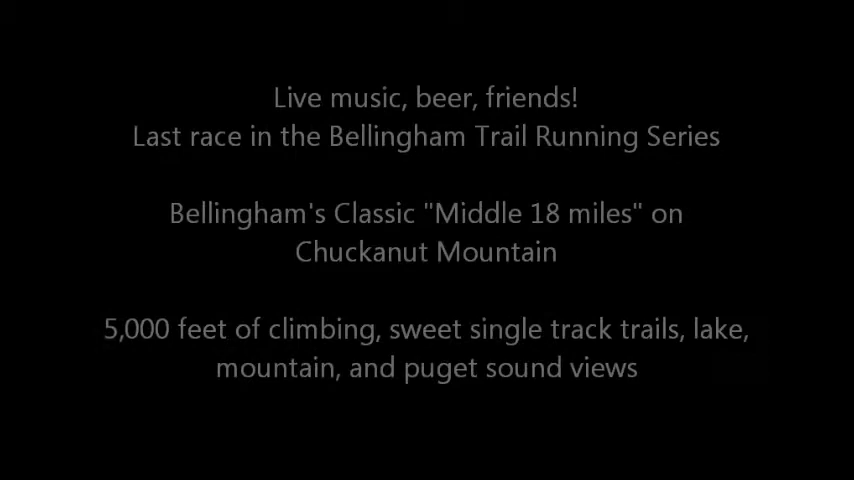 Live music, beer, friends!
Last race in the Bellingham Trail Running Series
Bellingham's Classic "Middle 18 miles" on
Chuckanut Mountain
5,000 feet of climbing, sweet single track trails, lake,
mountain, and puget sound views